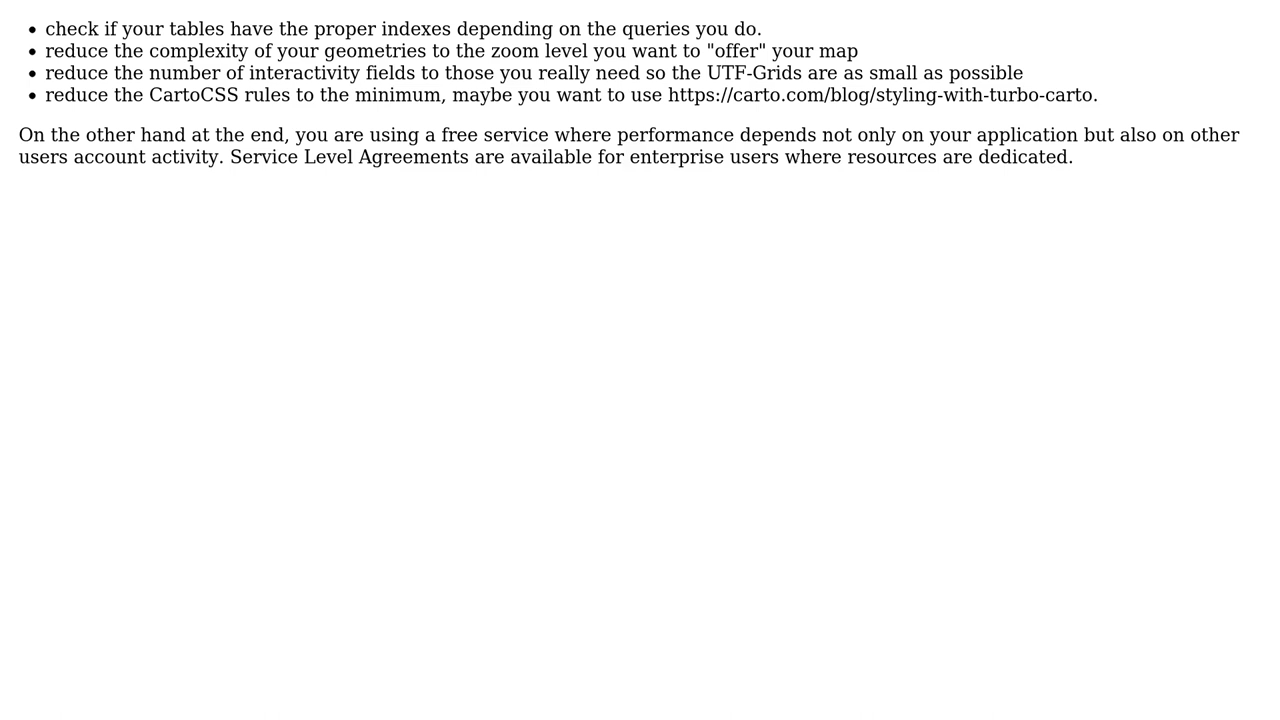 • check if your tables have the proper indexes depending on the queries you do.
• reduce the complexity of your geometries to the zoom level you want to "offer" your map
• reduce the number of interactivity fields to those you really need so the UTF-Grids are as small as possible
• reduce the CartoCSS rules to the minimum, maybe you want to use https://carto.com/blog/styling-with-turbo-carto.
On the other hand at the end, you are using a free service where performance depends not only on your application but also on other
users account activity. Service Level Agreements are available for enterprise users where resources are dedicated.